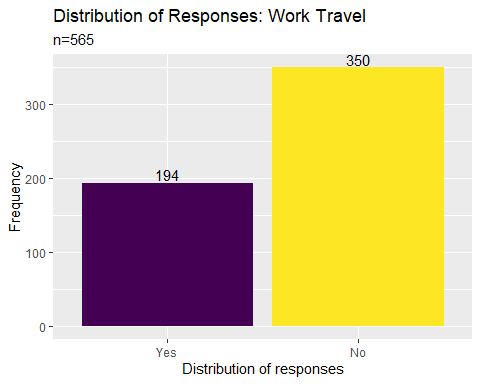 Distribution of Responses: Work Travel
n=565
350
300
194
200
Frequency
100
0
Yes No
Distribution of responses